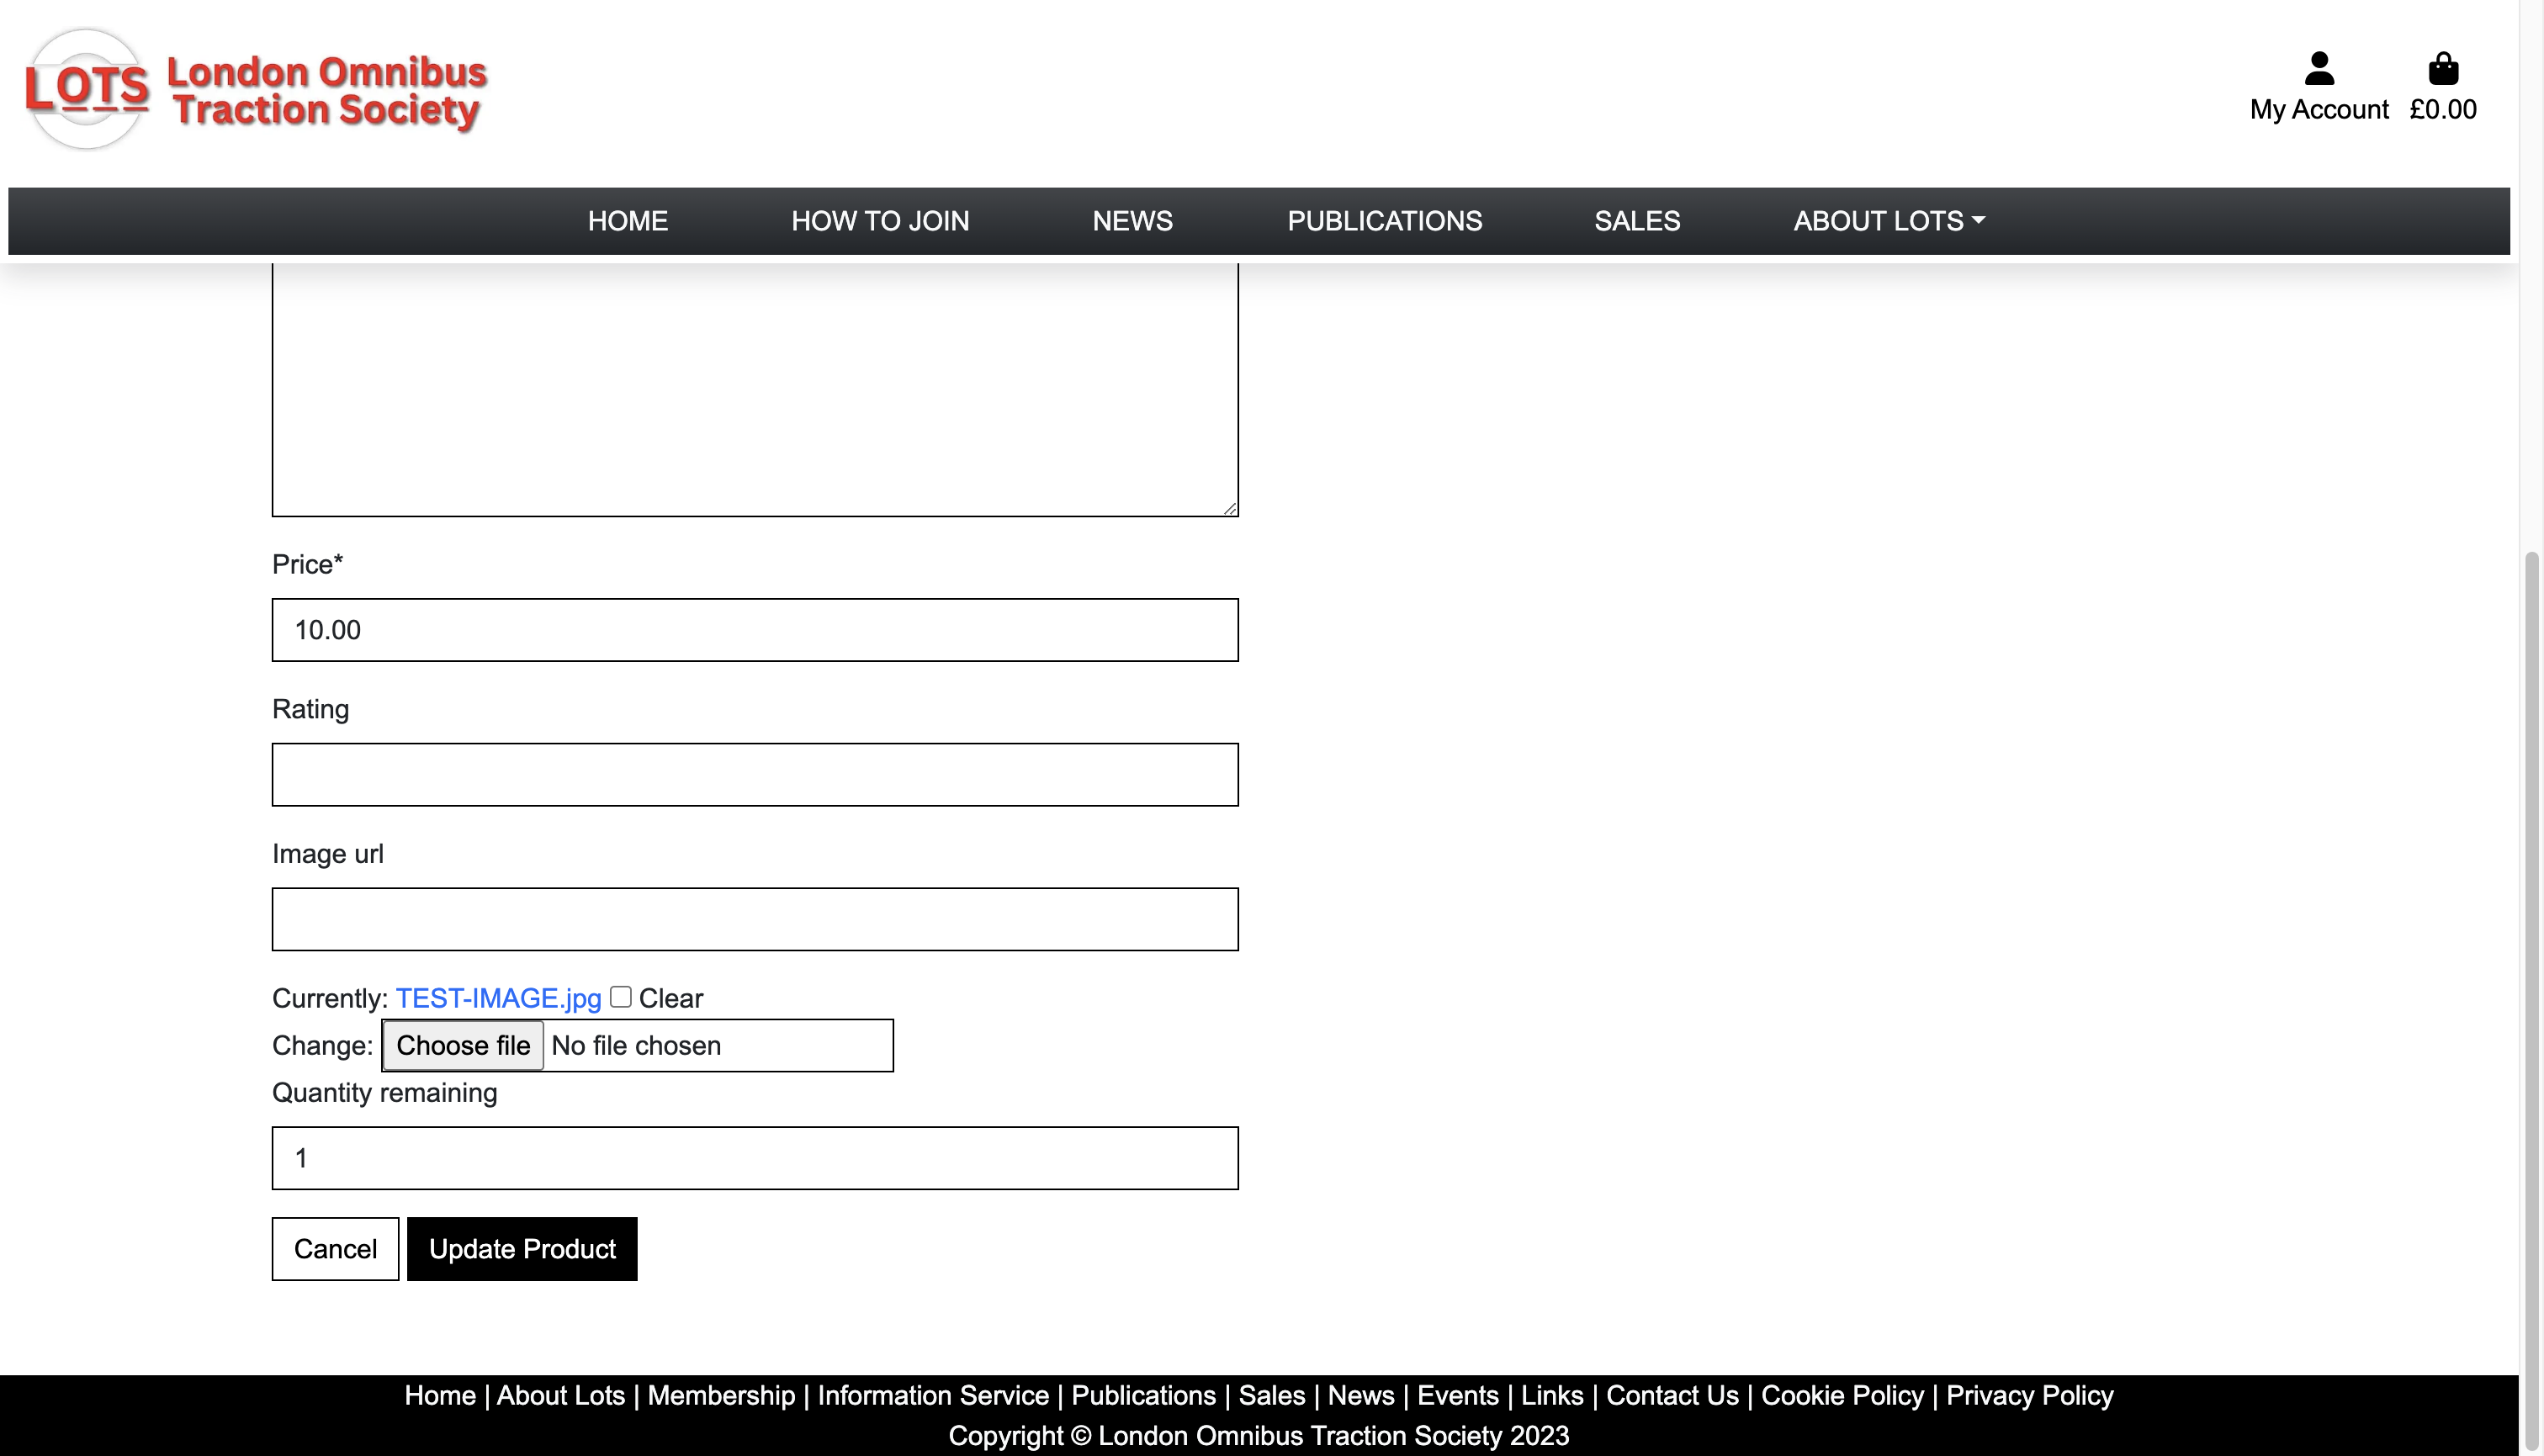 LOTS London Omnibus
Traction Society
My Account £0.00
HOME HOW TO JOIN NEWS PUBLICATIONS SALES ABOUT LOTS
Price*
10.00
Rating
Image url
Currently: TEST-IMAGE.jpg Clear
Change: Choose file No file chosen
Quantity remaining
1
Cancel Update Product
Home | About Lots | Membership | Information Service | Publications | Sales | News | Events | Links | Contact Us | Cookie Policy | Privacy Policy
Copyright © London Omnibus Traction Society 2023